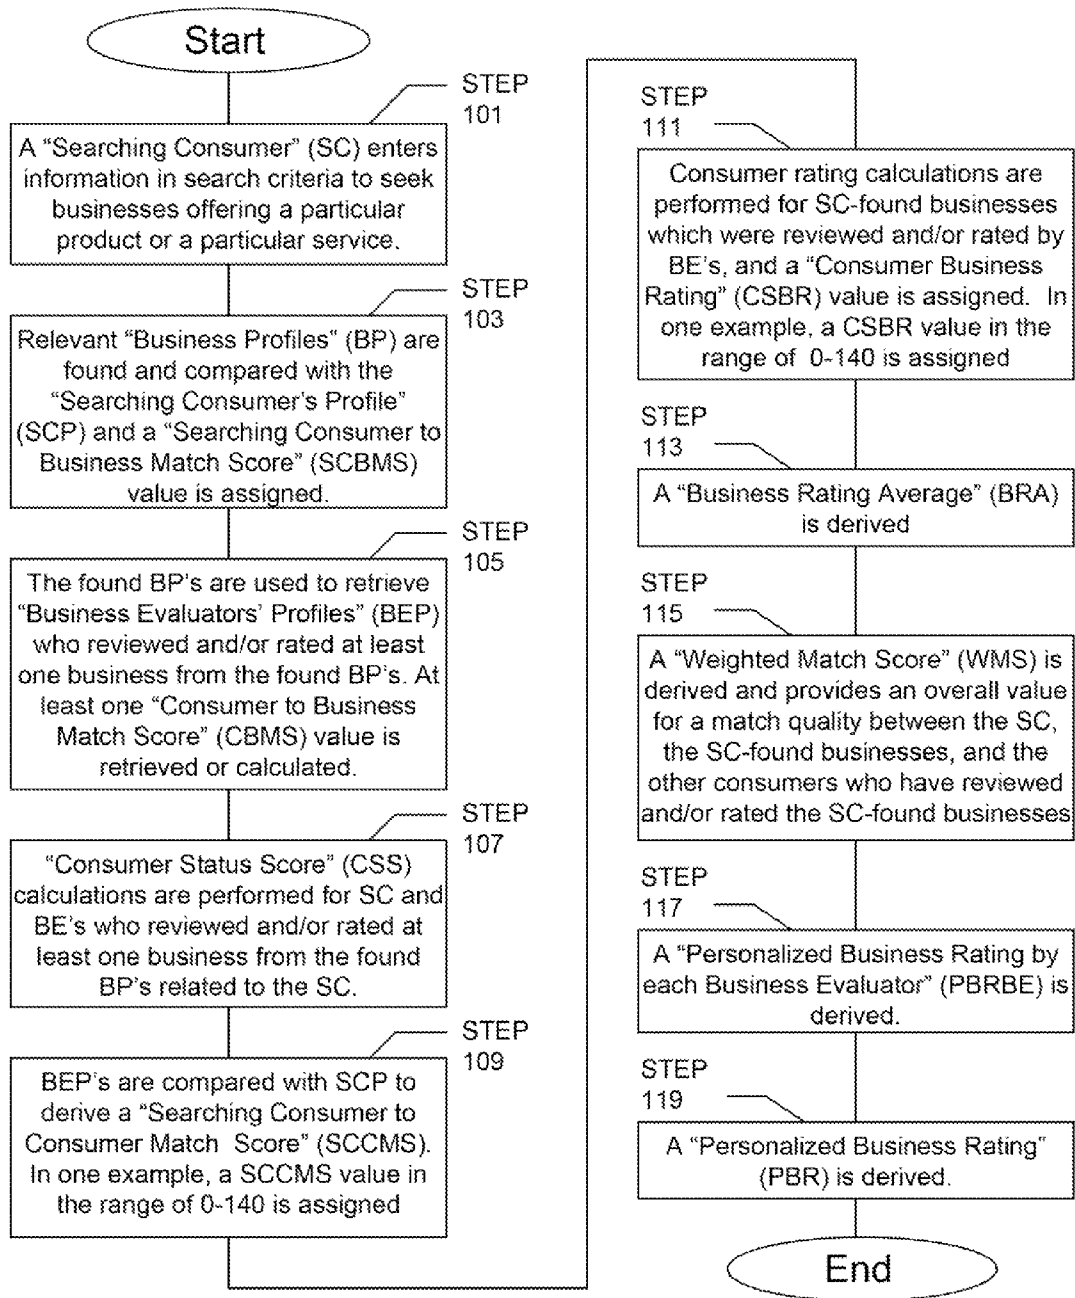 Start
STEP
101
A “Searching Consumer” (SC) enters
information in search criteria to seek
businesses offering a particular
product or a particular service.
STEP
103
Relevant “Business Profiles” (BP) are
found and compared with the
“Searching Consumer's Profile”
(SCP) and a “Searching Consumer to
Business Match Score” (SCBMS)
value is assigned.
STEP
105
The found BP's are used to retrieve
“Business Evaluators' Profiles” (BEP)
who reviewed and/or rated at least
one business from the found BP's. At
least one “Consumer to Business
Match Score” (CBMS) value is
retrieved or calculated.
STEP
107
“Consumer Status Score” (CSS)
calculations are performed for SC and
BE's who reviewed and/or rated at
least one business from the found
BP's related to the SC.
STEP
109
BEP's are compared with SCP to
derive a “Searching Consumer to
Consumer Match Score” (SCCMS).
In one example, a SCCMS value in
the range of 0-140 is assigned
STEP
111
Consumer rating calculations are
performed for SC-found businesses
which were reviewed and/or rated by
BE's, and a “Consumer Business
Rating” (CSBR) value is assigned. In
one example, a CSBR value in the
range of 0-140 is assigned
STEP
113
A “Business Rating Average” (BRA)
is derived
STEP
115
A “Weighted Match Score” (WMS) is
derived and provides an overall value
for a match quality between the SC,
the SC-found businesses, and the
other consumers who have reviewed
and/or rated the SC-found businesses
STEP
117
A “Personalized Business Rating by
each Business Evaluator” (PBRBE) is
derived.
STEP
119
A “Personalized Business Rating”
(PBR) is derived.
End